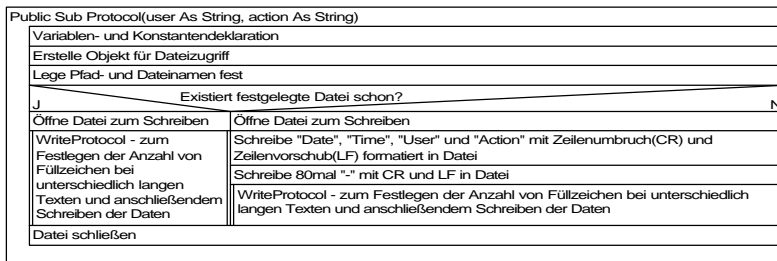 Public Sub Protocol(user As String, action As String)
Variablen- und Konstantendeklaration
Erstelle Objekt für Dateizugriff
Lege Pfad- und Dateinamen fest
Existiert festgelegte Datei schon?
J
N
Öffne Datei zum Schreiben
WriteProtocol - zum
Festlegen der Anzahl von
Füllzeichen bei
unterschiedlich langen
Texten und anschließendem
Schreiben der Daten
Öffne Datei zum Schreiben
Schreibe "Date", "Time", "User" und "Action" mit Zeilenumbruch(CR) und
Zeilenvorschub(LF) formatiert in Datei
Schreibe 80mal "-" mit CR und LF in Datei
WriteProtocol - zum Festlegen der Anzahl von Füllzeichen bei unterschiedlich
langen Texten und anschließendem Schreiben der Daten
Datei schließen